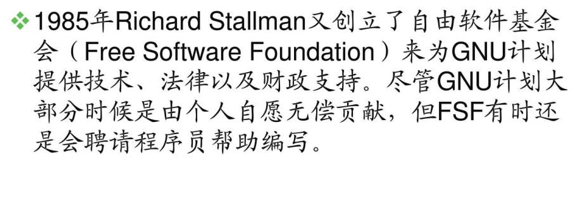 ❖1985年Richard Stallman又创立了自由软件基金
会（Free Software Foundation）来为GNU计划
提供技术、法律以及财政支持。尽管GNU计划大
部分时候是由个人自愿无偿贡献，但FSF有时还
是会聘请程序员帮助编写。